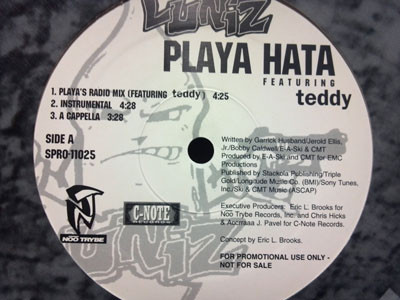 LUNIZ
PLAYA HATA
FEATURING
teddy
1. PLAYA'S RADIO MIX (FEATURING teddy) 4:25
2. INSTRUMENTAL 4:28
3. A CAPPELLA 3:28
SIDE A
SPRO-11025
Written by Garrick Husband/Jerold Ellis,
Jr./Bobby Caldwell/E-A-Ski & CMT
Produced by E-A-Ski and CMT for EMC
Productions
Published by Stackola Publishing/Triple
Gold/Longitude Music Co. (BMI)/Sony Tunes,
Inc./Ski & CMT Music (ASCAP)
Executive Producers: Eric L. Brooks for
Noo Trybe Records, Inc. and Chris Hicks
& Accmaaa J. Pavel for C-Note Records.
Concept by Eric L. Brooks.
FOR PROMOTIONAL USE ONLY -
NOT FOR SALE
NOO TRYBE
C-NOTE
RECORDS
LUNIZ